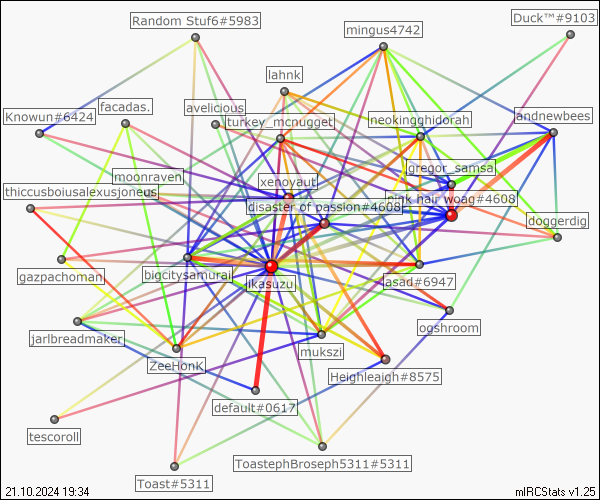 Random Stuf6#5983
Duck™#9103
mingus4742
lahnk
Knowun#6424
facadas.
avelicious
turkey_mcnugget
neokingghidorah
andnewbees
moonraven
gregor_samsa
thiccusboiusalexusjoneus
xenoyaut
disaster of passion#4608
pink hair woag#4608
doggerdig
gazpachoman
bigcitysamurai
ikasuzu
asad#6947
ogshroom
jarlbreadmaker
ZeeHonK
mukszi
Heighleaigh#8575
default#0617
tescoroll
ToastephBroseph5311#5311
Toast#5311
21.10.2024 19:34
mIRCStats v1.25